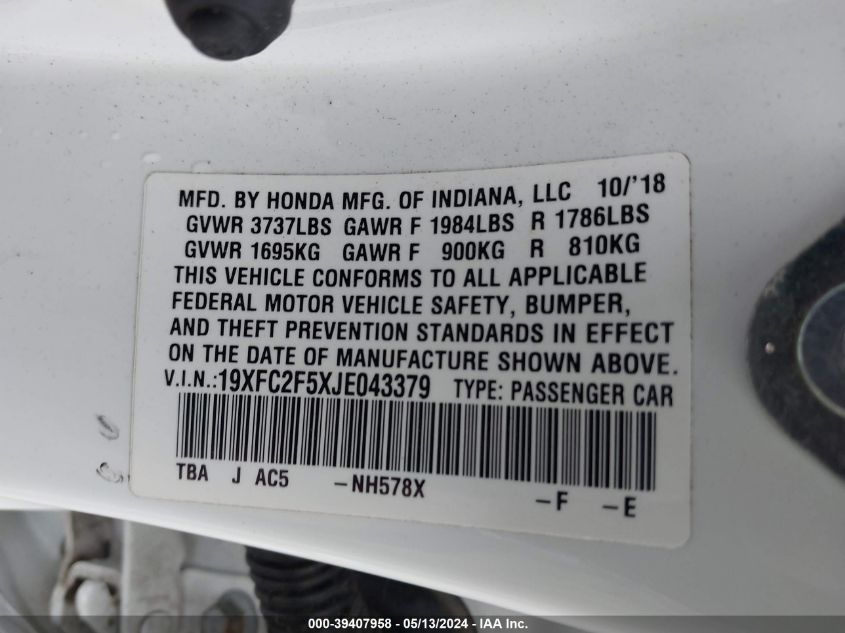 MFD. BY HONDA MFG. OF INDIANA, LLC 10/'18
GVWR 3737LBS GAWR F 1984LBS R 1786LBS
GVWR 1695KG GAWR F 900KG R 810KG
THIS VEHICLE CONFORMS TO ALL APPLICABLE
FEDERAL MOTOR VEHICLE SAFETY, BUMPER,
AND THEFT PREVENTION STANDARDS IN EFFECT
ON THE DATE OF MANUFACTURE SHOWN ABOVE.
V.I.N.:19XFC2F5XJE043379 TYPE: PASSENGER CAR
TBA J AC5 -NH578X -F -E
000-39407958 - 05/13/2024 - IAA Inc.